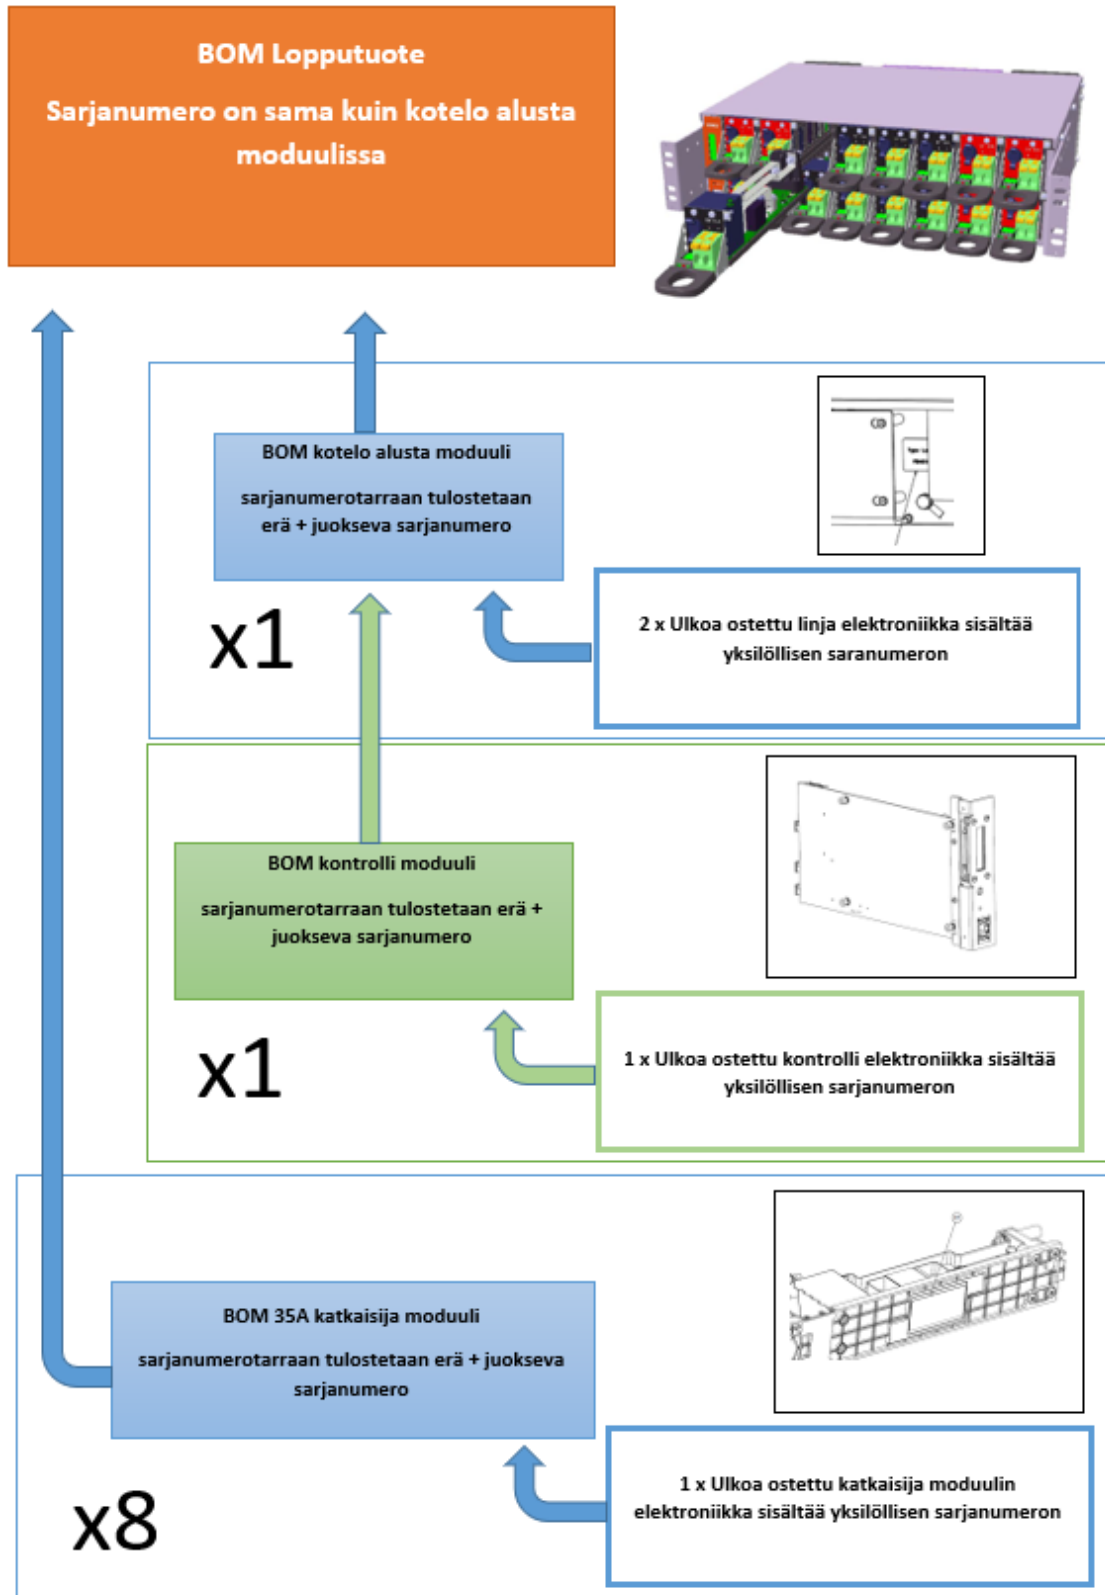 BOM Lopputuote
Sarjanumero on sama kuin kotelo alusta
moduulissa
BOM kotelo alusta moduuli
sarjanumerotarraan tulostetaan
erä + juokseva sarjanumero
x1
2 x Ulkoa ostettu linja elektroniikka sisältää
yksilöllisen saranumeron
BOM kontrolli moduuli
sarjanumerotarraan tulostetaan erä +
juokseva sarjanumero
x1
1 x Ulkoa ostettu kontrolli elektroniikka sisältää
yksilöllisen sarjanumeron
BOM 35A katkaisija moduuli
sarjanumerotarraan tulostetaan erä + juokseva
sarjanumero
x8
1 x Ulkoa ostettu katkaisija moduulin
elektroniikka sisältää yksilöllisen sarjanumeron